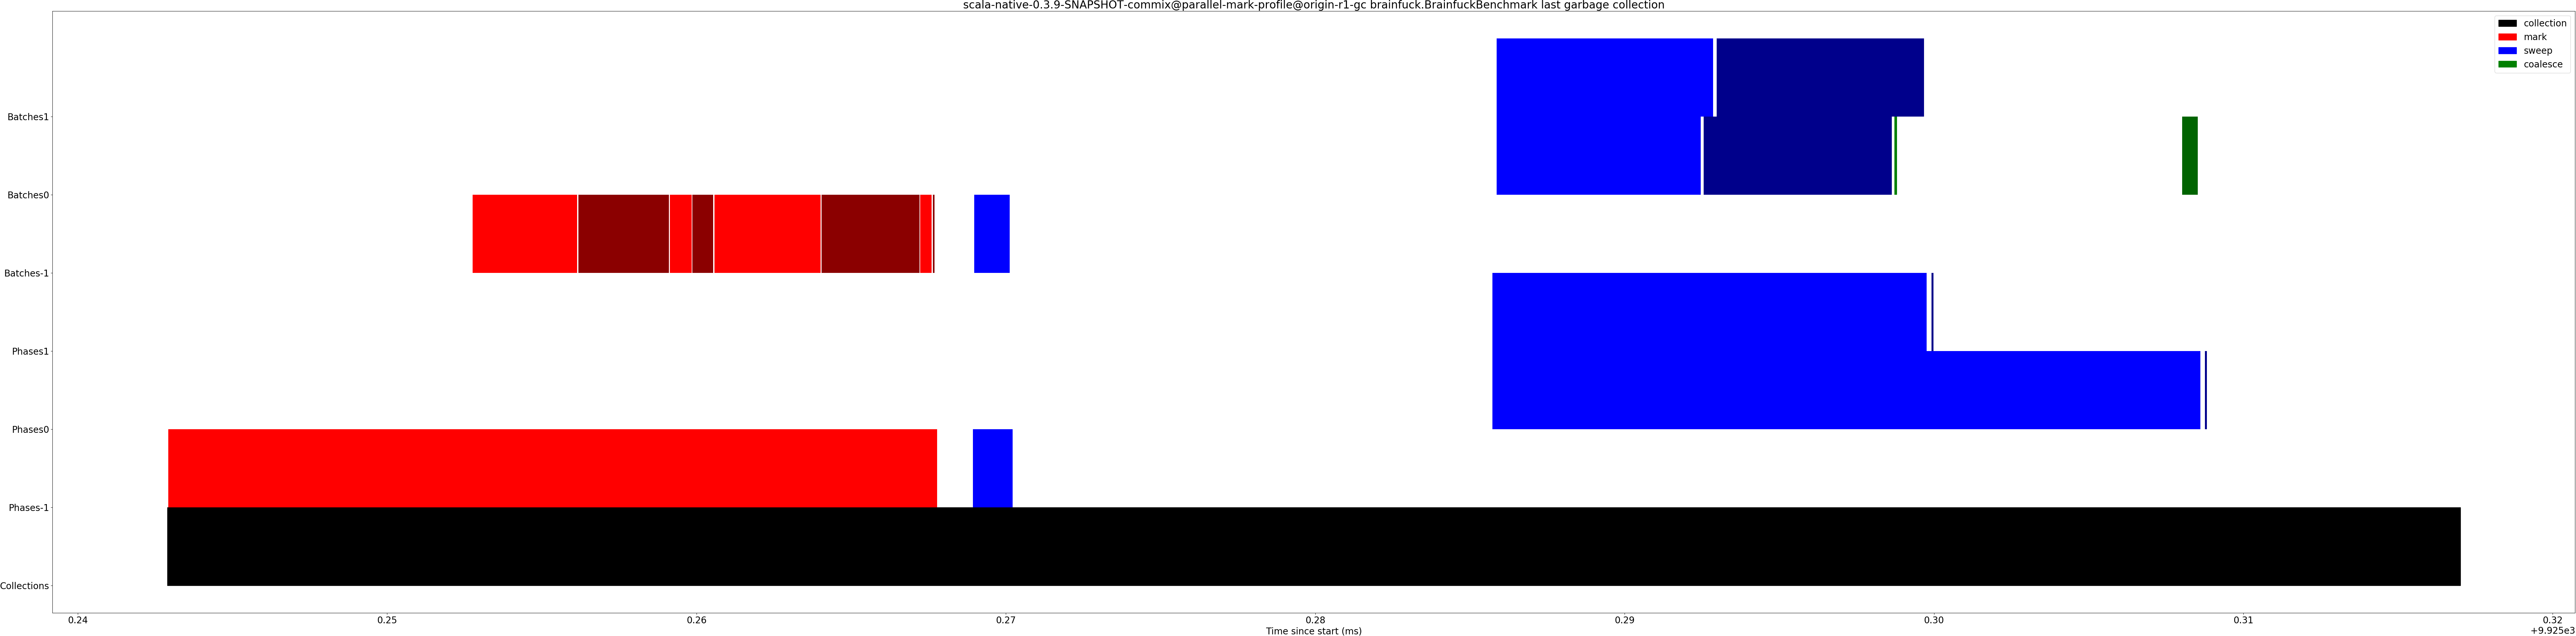 scala-native-0.3.9-SNAPSHOT-commix@parallel-mark-profile@origin-r1-gc brainfuck.BrainfuckBenchmark last garbage collection
collection
mark
sweep
coalesce
Batches1
Batches0
Batches-1
Phases1
Phases0
Phases-1
Collections
0.24 0.25 0.26 0.27 0.28 0.29 0.30 0.31 0.32
Time since start (ms)
+9.925e3